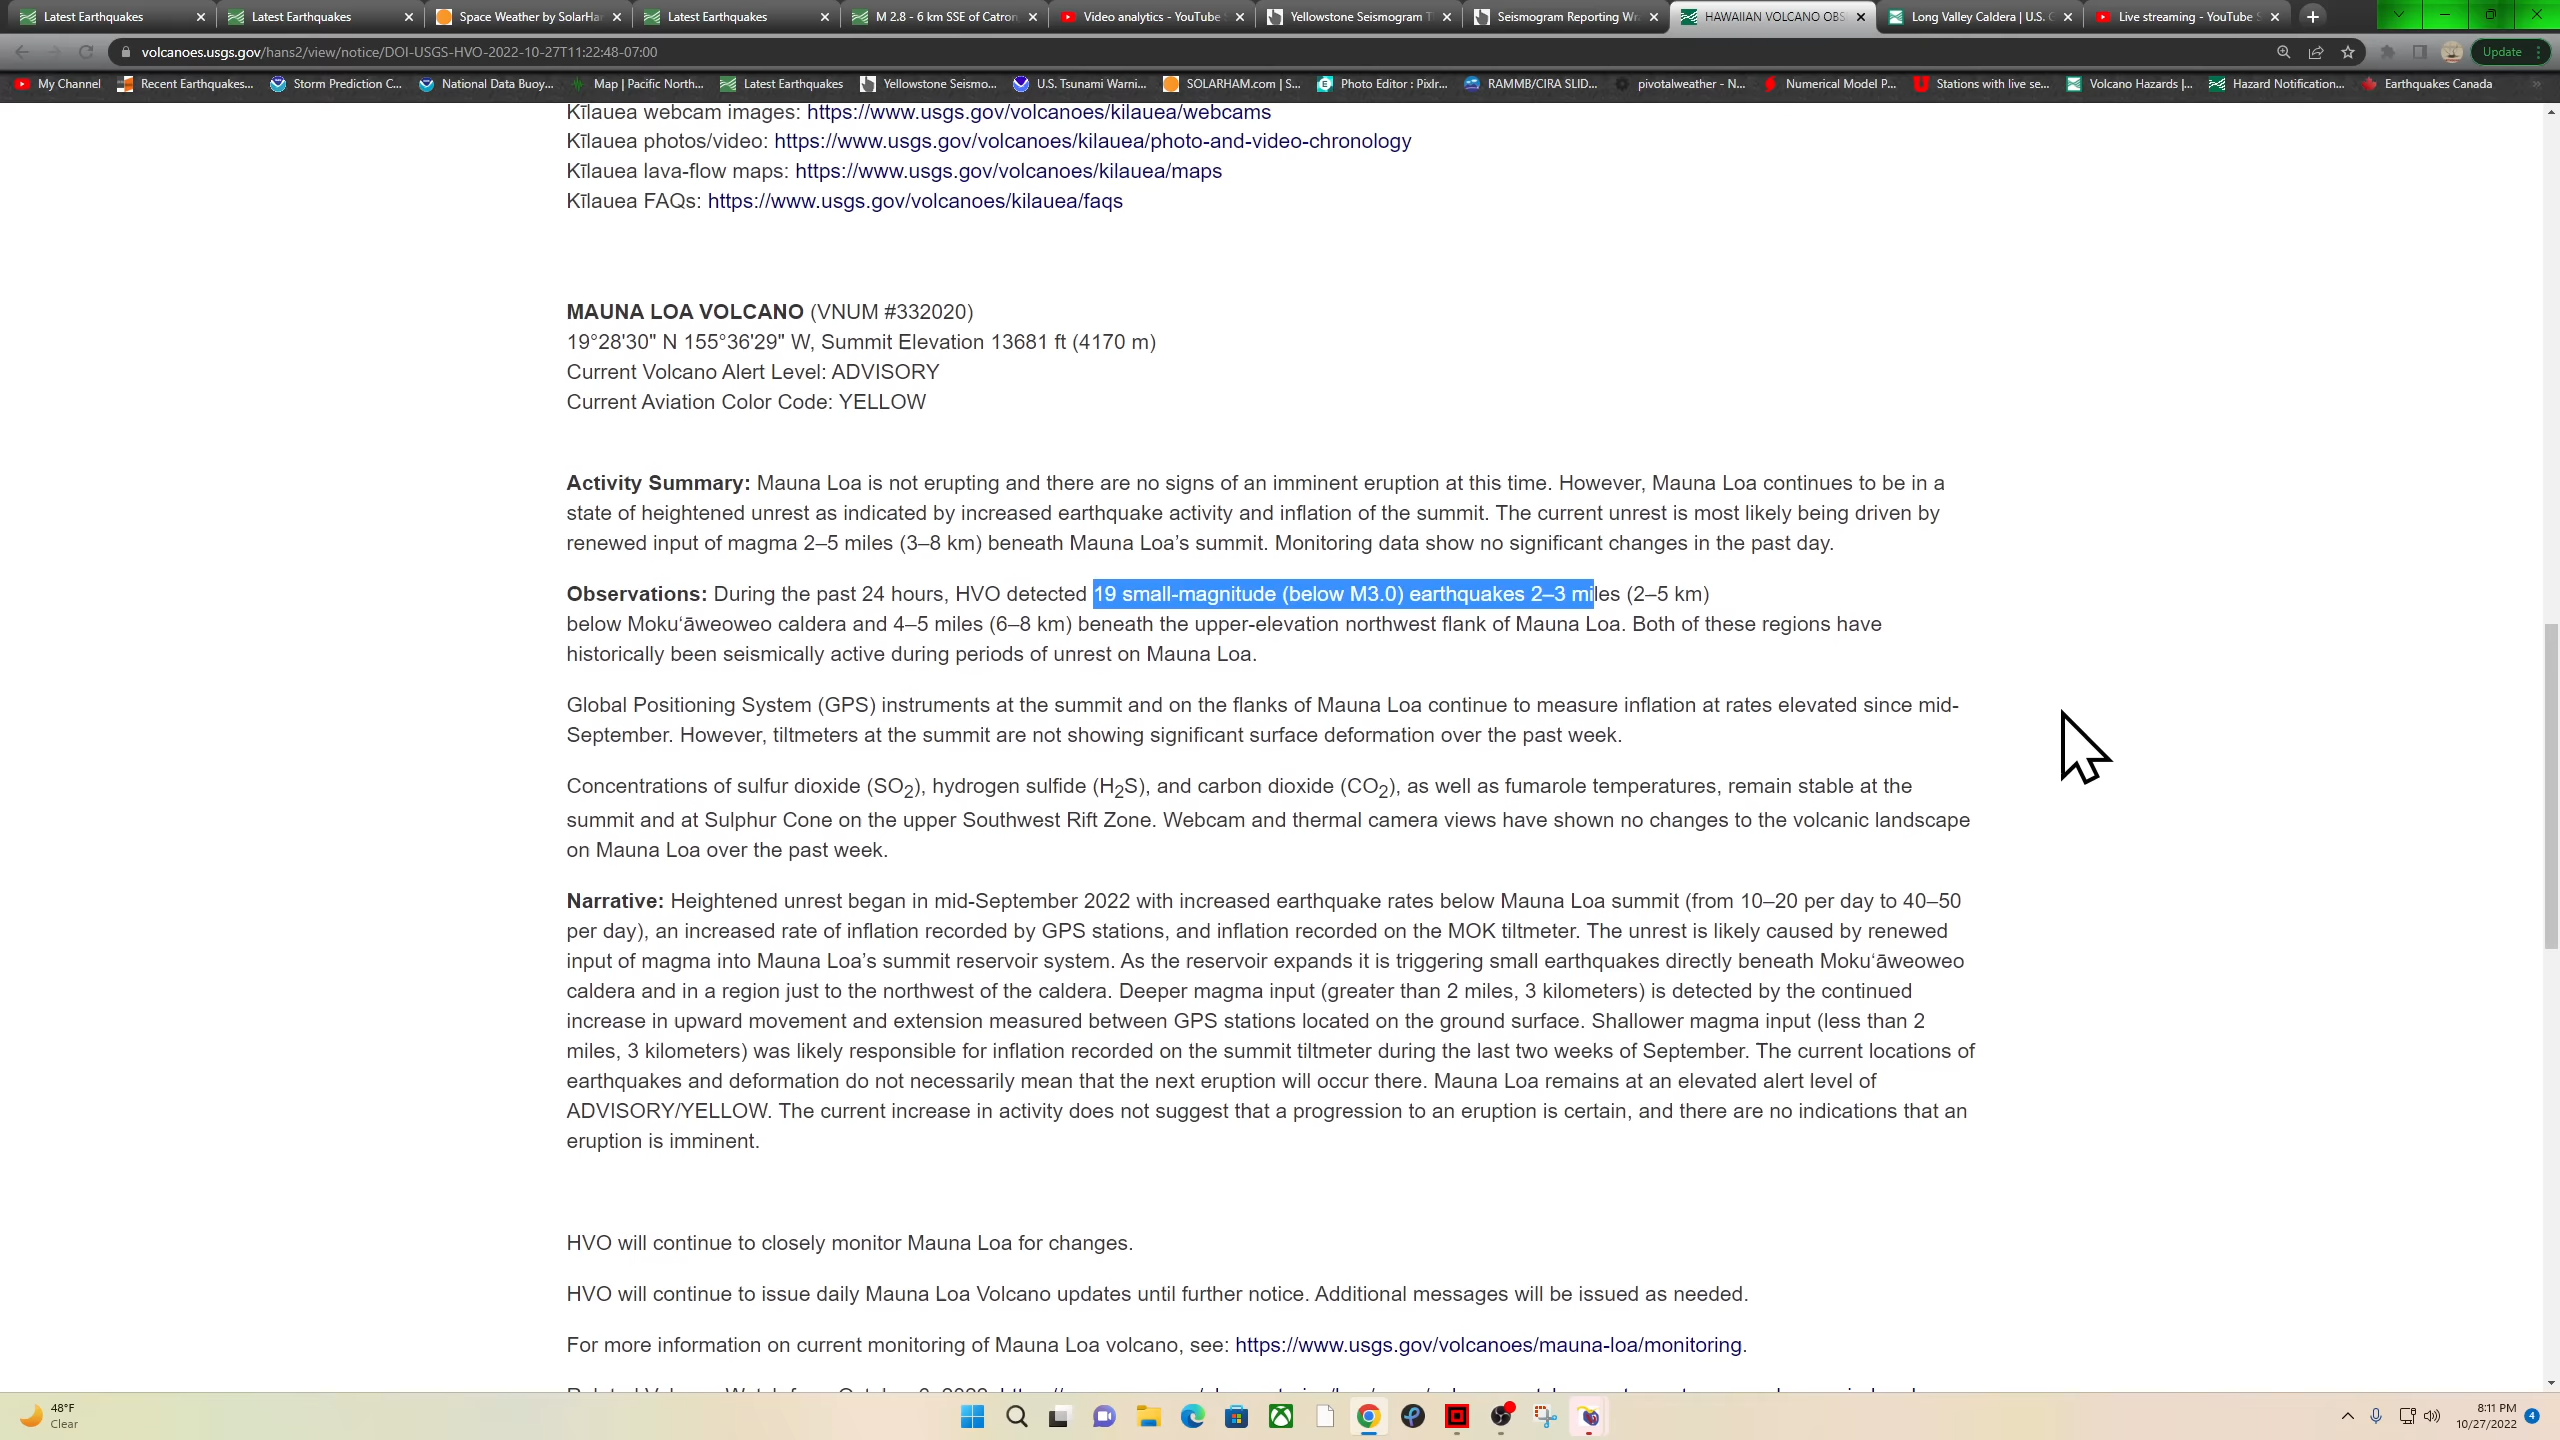 Latest Earthquakes
Latest Earthquakes
Space Weather by SolarHa
Latest Earthquakes
M 2.8 - 6 km SSE of Catron
Video analytics - YouTube
Yellowstone Seismogram T
Seismogram Reporting Wr
HAWAIIAN VOLCANO OBS
Long Valley Caldera | U.S. G
Live streaming - YouTube S
volcanoes.usgs.gov/hans2/view/notice/DOI-USGS-HVO-2022-10-27T11:22:48-07:00
Update
My Channel
Recent Earthquakes...
Storm Prediction C...
National Data Buoy...
Map | Pacific North...
Latest Earthquakes
Yellowstone Seismo...
U.S. Tsunami Warni...
SOLARHAM.com | S...
Photo Editor : Pixlr...
RAMMB/CIRA SLID...
pivotalweather - N...
Numerical Model P...
Stations with live se...
Volcano Hazards |...
Hazard Notification...
Earthquakes Canada
Kīlauea webcam images: https://www.usgs.gov/volcanoes/kilauea/webcams
Kīlauea photos/video: https://www.usgs.gov/volcanoes/kilauea/photo-and-video-chronology
Kīlauea lava-flow maps: https://www.usgs.gov/volcanoes/kilauea/maps
Kīlauea FAQs: https://www.usgs.gov/volcanoes/kilauea/faqs
MAUNA LOA VOLCANO (VNUM #332020)
19°28'30" N 155°36'29" W, Summit Elevation 13681 ft (4170 m)
Current Volcano Alert Level: ADVISORY
Current Aviation Color Code: YELLOW
Activity Summary: Mauna Loa is not erupting and there are no signs of an imminent eruption at this time. However, Mauna Loa continues to be in a
state of heightened unrest as indicated by increased earthquake activity and inflation of the summit. The current unrest is most likely being driven by
renewed input of magma 2–5 miles (3–8 km) beneath Mauna Loa’s summit. Monitoring data show no significant changes in the past day.
Observations: During the past 24 hours, HVO detected 19 small-magnitude (below M3.0) earthquakes 2–3 miles (2–5 km)
below Mokuʻāweoweo caldera and 4–5 miles (6–8 km) beneath the upper-elevation northwest flank of Mauna Loa. Both of these regions have
historically been seismically active during periods of unrest on Mauna Loa.
Global Positioning System (GPS) instruments at the summit and on the flanks of Mauna Loa continue to measure inflation at rates elevated since mid-
September. However, tiltmeters at the summit are not showing significant surface deformation over the past week.
Concentrations of sulfur dioxide (SO2), hydrogen sulfide (H2S), and carbon dioxide (CO2), as well as fumarole temperatures, remain stable at the
summit and at Sulphur Cone on the upper Southwest Rift Zone. Webcam and thermal camera views have shown no changes to the volcanic landscape
on Mauna Loa over the past week.
Narrative: Heightened unrest began in mid-September 2022 with increased earthquake rates below Mauna Loa summit (from 10–20 per day to 40–50
per day), an increased rate of inflation recorded by GPS stations, and inflation recorded on the MOK tiltmeter. The unrest is likely caused by renewed
input of magma into Mauna Loa’s summit reservoir system. As the reservoir expands it is triggering small earthquakes directly beneath Mokuʻāweoweo
caldera and in a region just to the northwest of the caldera. Deeper magma input (greater than 2 miles, 3 kilometers) is detected by the continued
increase in upward movement and extension measured between GPS stations located on the ground surface. Shallower magma input (less than 2
miles, 3 kilometers) was likely responsible for inflation recorded on the summit tiltmeter during the last two weeks of September. The current locations of
earthquakes and deformation do not necessarily mean that the next eruption will occur there. Mauna Loa remains at an elevated alert level of
ADVISORY/YELLOW. The current increase in activity does not suggest that a progression to an eruption is certain, and there are no indications that an
eruption is imminent.
HVO will continue to closely monitor Mauna Loa for changes.
HVO will continue to issue daily Mauna Loa Volcano updates until further notice. Additional messages will be issued as needed.
For more information on current monitoring of Mauna Loa volcano, see: https://www.usgs.gov/volcanoes/mauna-loa/monitoring.
48°F
Clear
8:11 PM
10/27/2022
4